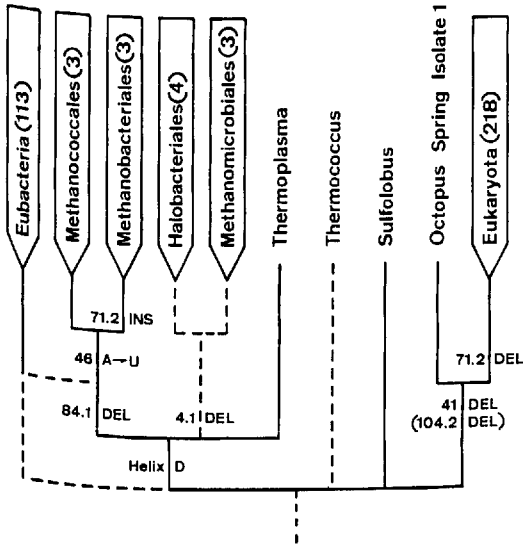 Eubacteria (113)
Methanococcales (3)
Methanobacteriales (3)
Halobacteriales (4)
Methanomicrobiales (3)
Thermoplasma
Thermococcus
Sulfolobus
Octopus Spring Isolate 1
Eukaryota (218)
71.2 INS
46 A→U
84.1 DEL
4.1 DEL
Helix D
71.2 DEL
41 DEL
(104.2 DEL)